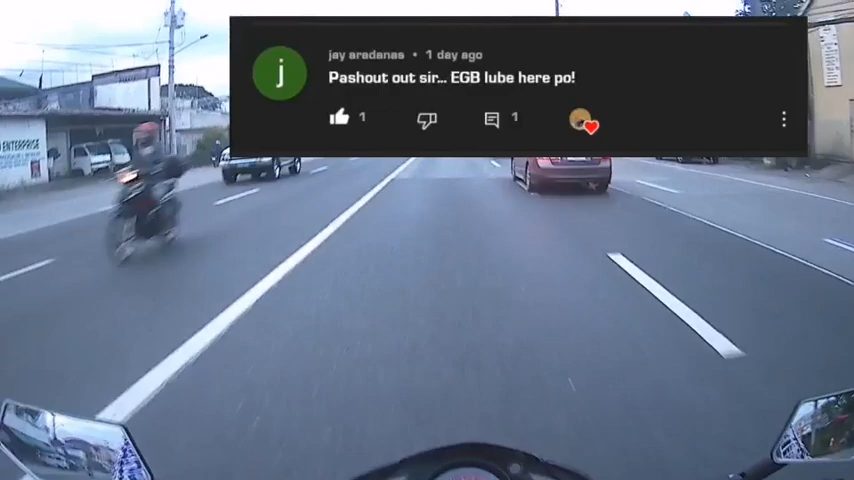 jay aradanas • 1 day ago
Pashout out sir... EGB lube here po!
1
1
j
ENTERPRISE